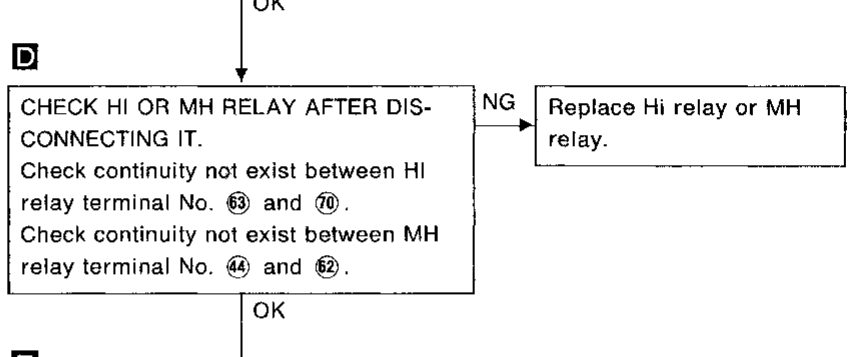 OK
D
CHECK HI OR MH RELAY AFTER DIS-
CONNECTING IT.
Check continuity not exist between HI
relay terminal No. 63 and 70.
Check continuity not exist between MH
relay terminal No. 44 and 62.
NG
Replace Hi relay or MH
relay.
OK